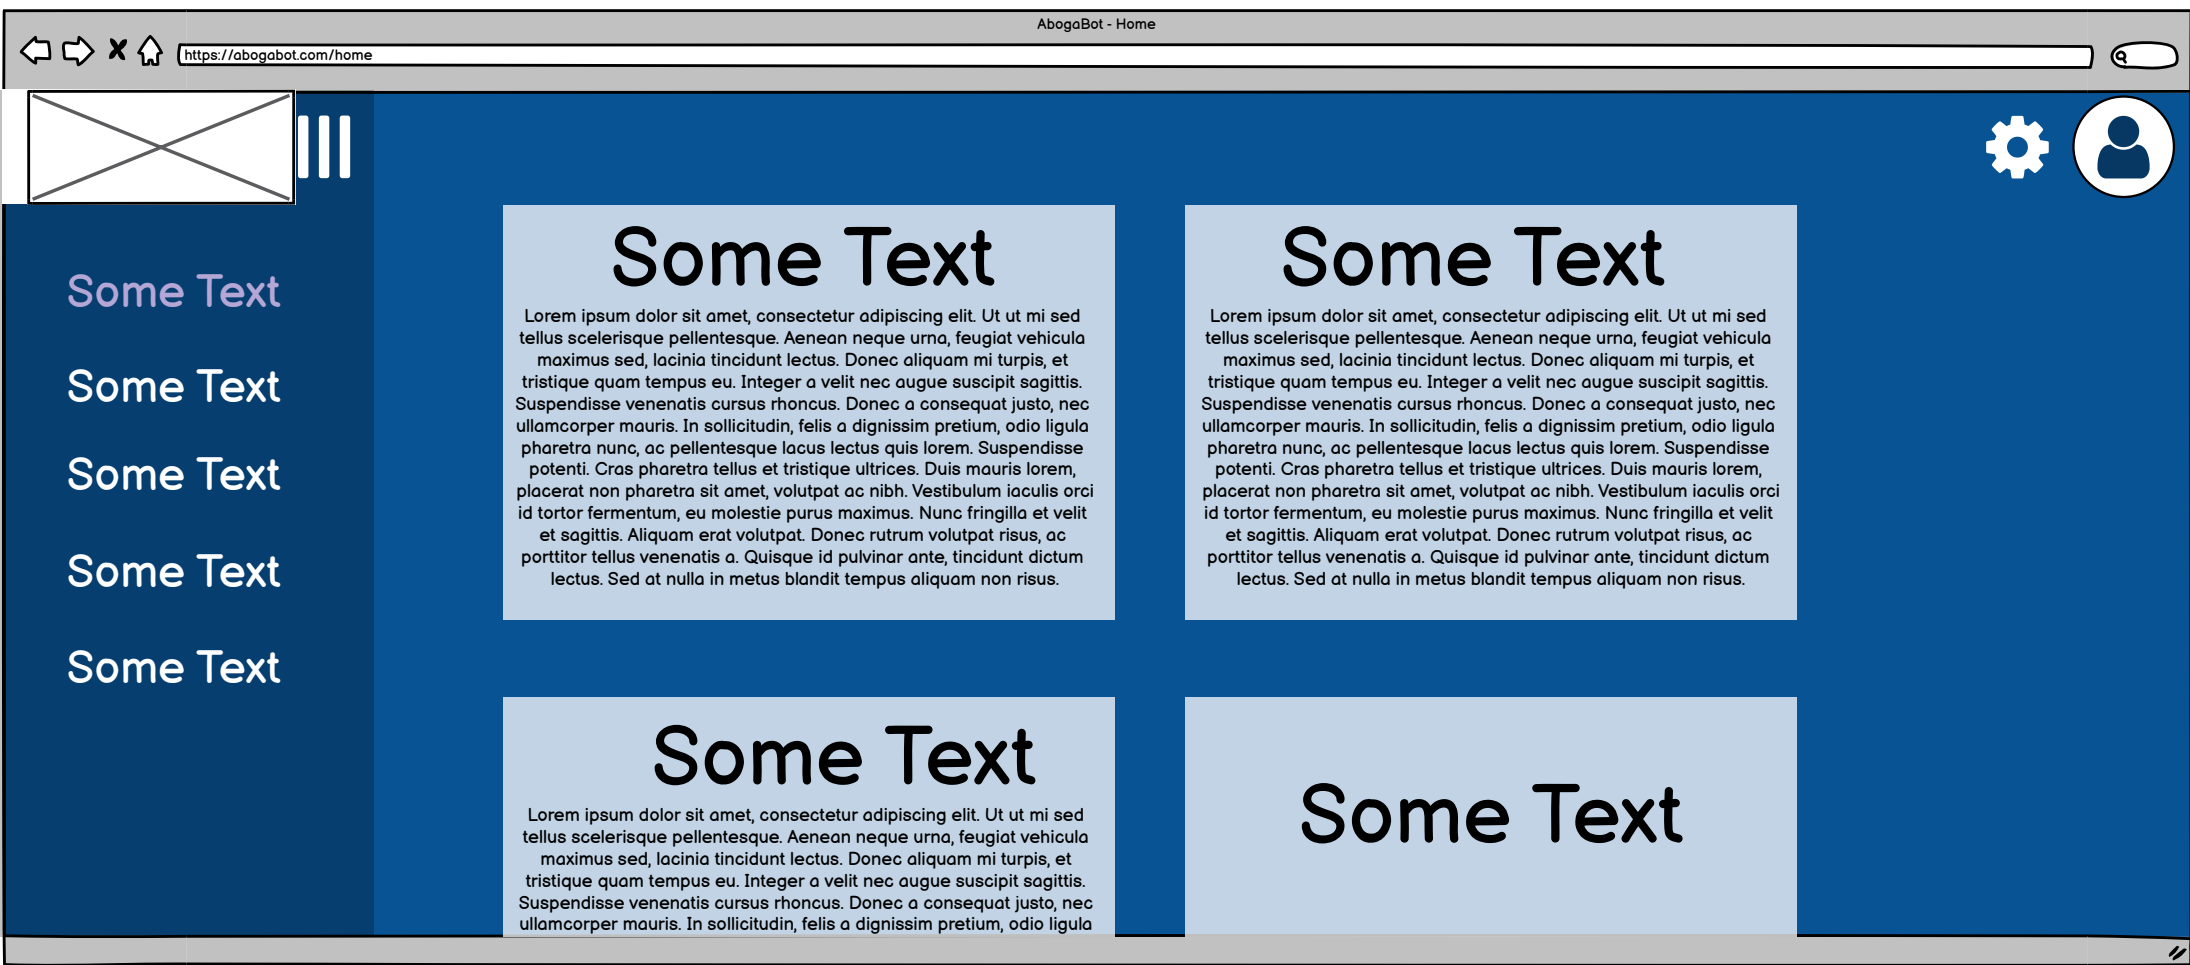 AbogaBot - Home
https://abogabot.com/home
Some Text
Some Text
Some Text
Some Text
Some Text
Some Text
Lorem ipsum dolor sit amet, consectetur adipiscing elit. Ut ut mi sed
tellus scelerisque pellentesque. Aenean neque urna, feugiat vehicula
maximus sed, lacinia tincidunt lectus. Donec aliquam mi turpis, et
tristique quam tempus eu. Integer a velit nec augue suscipit sagittis.
Suspendisse venenatis cursus rhoncus. Donec a consequat justo, nec
ullamcorper mauris. In sollicitudin, felis a dignissim pretium, odio ligula
pharetra nunc, ac pellentesque lacus lectus quis lorem. Suspendisse
potenti. Cras pharetra tellus et tristique ultrices. Duis mauris lorem,
placerat non pharetra sit amet, volutpat ac nibh. Vestibulum iaculis orci
id tortor fermentum, eu molestie purus maximus. Nunc fringilla et velit
et sagittis. Aliquam erat volutpat. Donec rutrum volutpat risus, ac
porttitor tellus venenatis a. Quisque id pulvinar ante, tincidunt dictum
lectus. Sed at nulla in metus blandit tempus aliquam non risus.
Some Text
Lorem ipsum dolor sit amet, consectetur adipiscing elit. Ut ut mi sed
tellus scelerisque pellentesque. Aenean neque urna, feugiat vehicula
maximus sed, lacinia tincidunt lectus. Donec aliquam mi turpis, et
tristique quam tempus eu. Integer a velit nec augue suscipit sagittis.
Suspendisse venenatis cursus rhoncus. Donec a consequat justo, nec
ullamcorper mauris. In sollicitudin, felis a dignissim pretium, odio ligula
pharetra nunc, ac pellentesque lacus lectus quis lorem. Suspendisse
potenti. Cras pharetra tellus et tristique ultrices. Duis mauris lorem,
placerat non pharetra sit amet, volutpat ac nibh. Vestibulum iaculis orci
id tortor fermentum, eu molestie purus maximus. Nunc fringilla et velit
et sagittis. Aliquam erat volutpat. Donec rutrum volutpat risus, ac
porttitor tellus venenatis a. Quisque id pulvinar ante, tincidunt dictum
lectus. Sed at nulla in metus blandit tempus aliquam non risus.
Some Text
Lorem ipsum dolor sit amet, consectetur adipiscing elit. Ut ut mi sed
tellus scelerisque pellentesque. Aenean neque urna, feugiat vehicula
maximus sed, lacinia tincidunt lectus. Donec aliquam mi turpis, et
tristique quam tempus eu. Integer a velit nec augue suscipit sagittis.
Suspendisse venenatis cursus rhoncus. Donec a consequat justo, nec
ullamcorper mauris. In sollicitudin, felis a dignissim pretium, odio ligula
Some Text